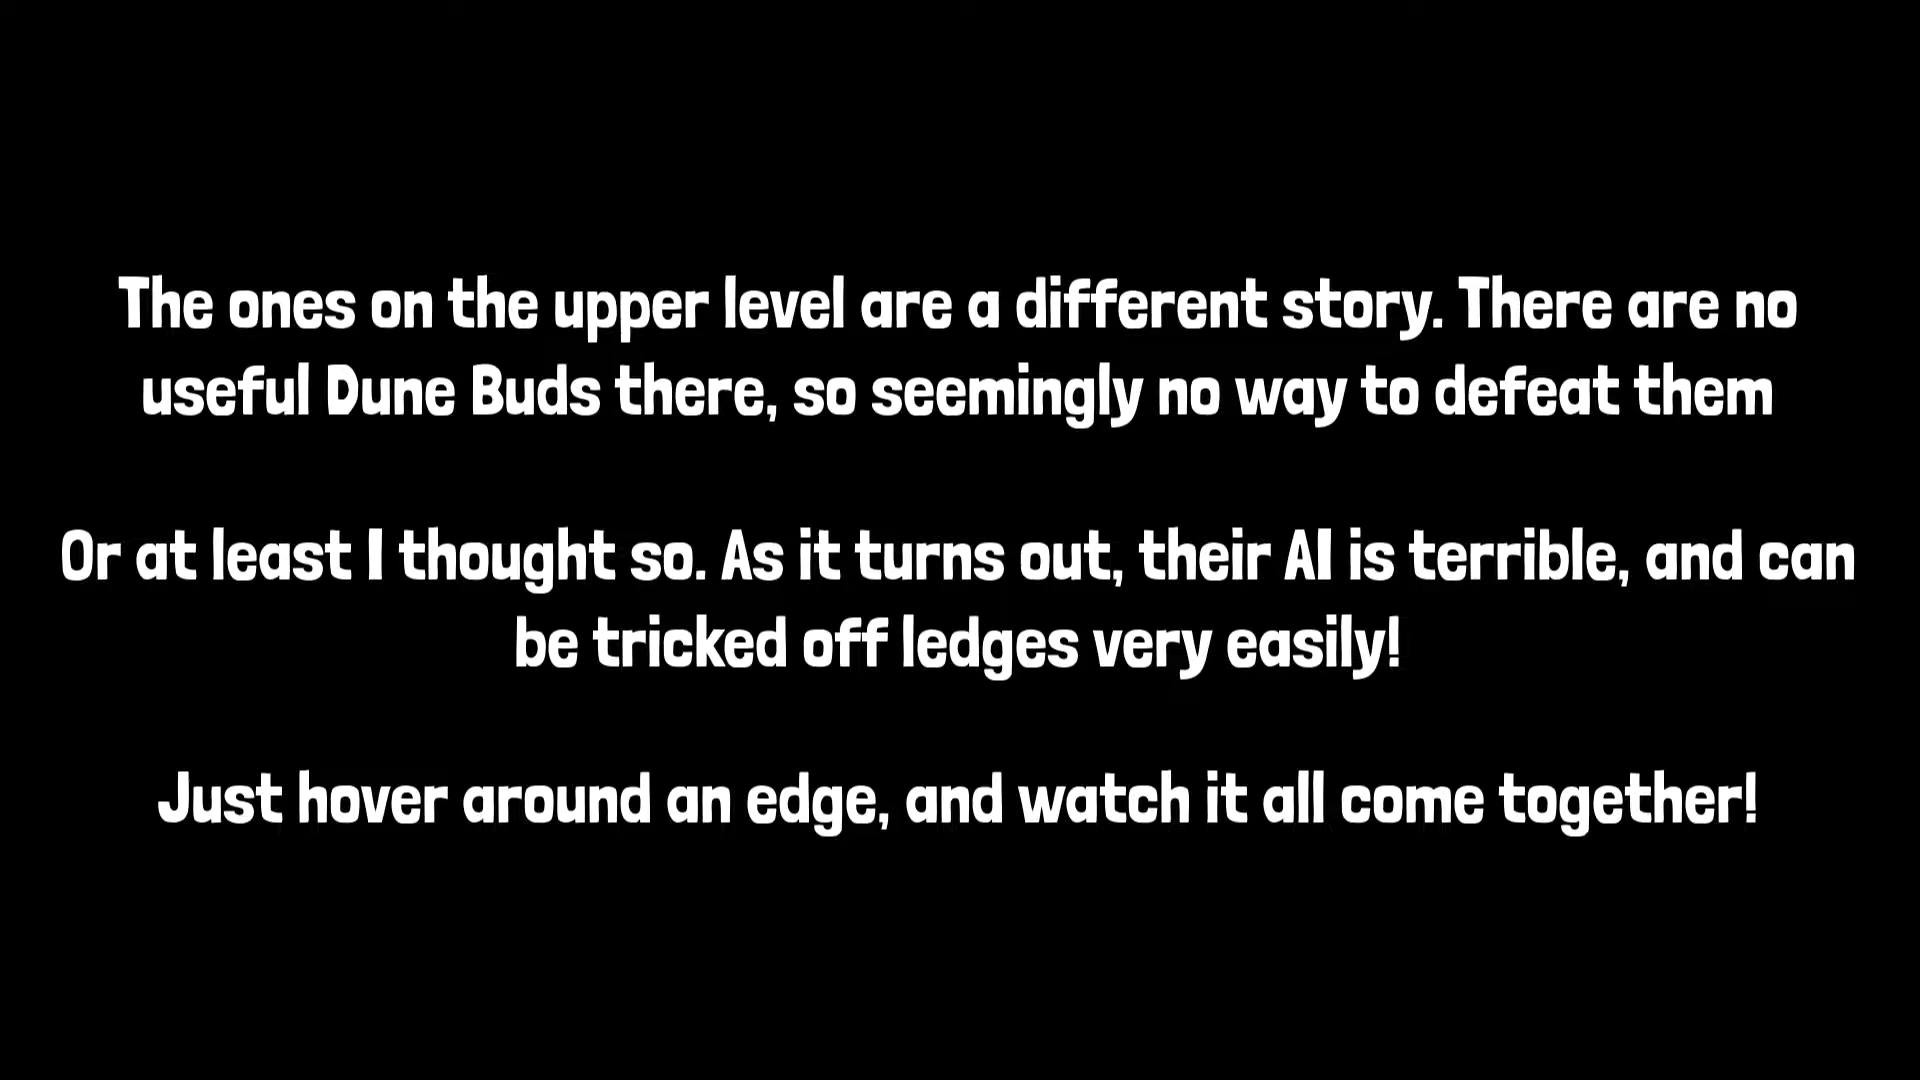 The ones on the upper level are a different story. There are no
useful Dune Buds there, so seemingly no way to defeat them
Or at least I thought so. As it turns out, their AI is terrible, and can
be tricked off ledges very easily!
Just hover around an edge, and watch it all come together!